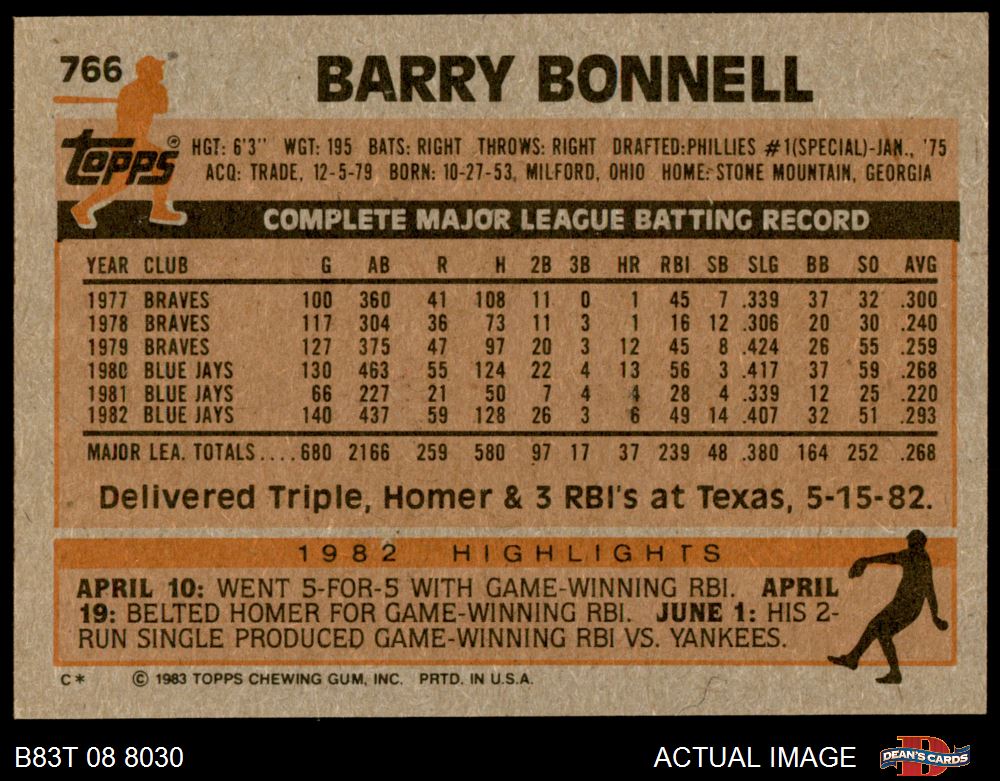 766
BARRY BONNELL
Topps®
HGT: 6'3" WGT: 195 BATS: RIGHT THROWS: RIGHT DRAFTED:PHILLIES #1(SPECIAL)-JAN., '75
ACQ: TRADE, 12-5-79 BORN: 10-27-53, MILFORD, OHIO HOME: STONE MOUNTAIN, GEORGIA
COMPLETE MAJOR LEAGUE BATTING RECORD
YEAR CLUB G AB R H 2B 3B HR RBI SB SLG BB SO AVG
1977 BRAVES 100 360 41 108 11 0 1 45 7 .339 37 32 .300
1978 BRAVES 117 304 36 73 11 3 1 16 12 .306 20 30 .240
1979 BRAVES 127 375 47 97 20 3 12 45 8 .424 26 55 .259
1980 BLUE JAYS 130 463 55 124 22 4 13 56 3 .417 37 59 .268
1981 BLUE JAYS 66 227 21 50 7 4 4 28 4 .339 12 25 .220
1982 BLUE JAYS 140 437 59 128 26 3 6 49 14 .407 32 51 .293
MAJOR LEA. TOTALS....680 2166 259 580 97 17 37 239 48 .380 164 252 .268
Delivered Triple, Homer & 3 RBI's at Texas, 5-15-82.
1982 HIGHLIGHTS
APRIL 10: WENT 5-FOR-5 WITH GAME-WINNING RBI. APRIL
19: BELTED HOMER FOR GAME-WINNING RBI. JUNE 1: HIS 2-
RUN SINGLE PRODUCED GAME-WINNING RBI VS. YANKEES.
C* © 1983 TOPPS CHEWING GUM, INC. PRTD. IN U.S.A.
B83T 08 8030
ACTUAL IMAGE
DEAN'S CARDS